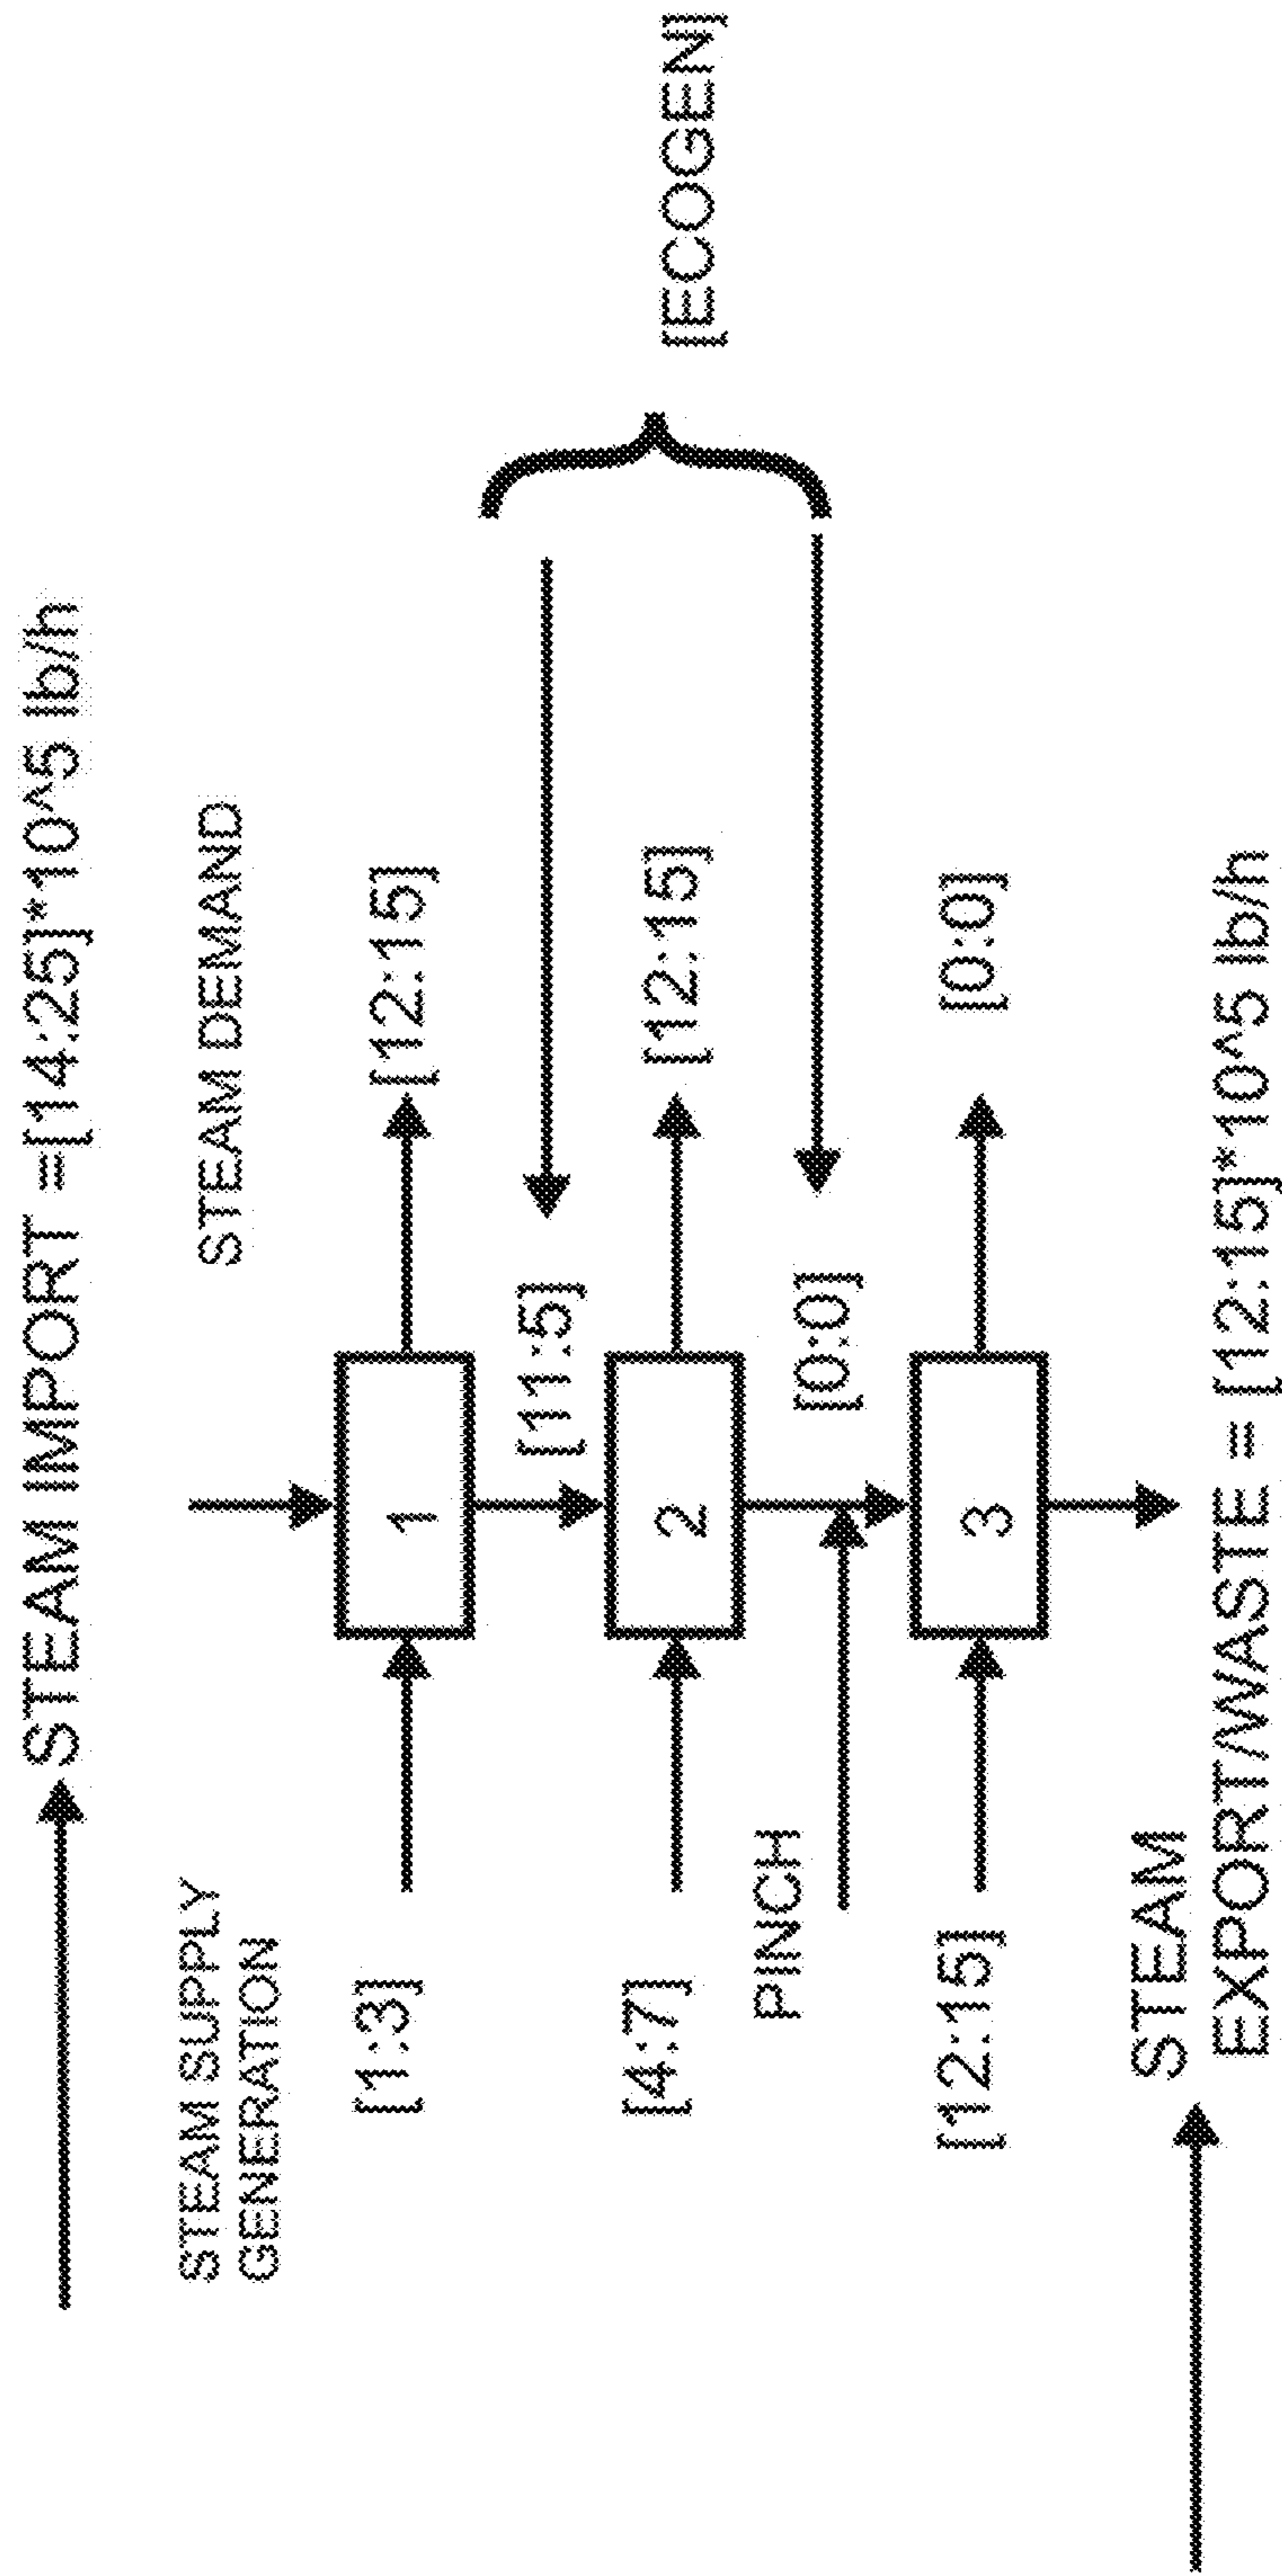 STEAM IMPORT =[14:25]*10^5 lb/h
STEAM SUPPLY
GENERATION
STEAM DEMAND
[1:3]
1
[12:15]
[11:5]
[4:7]
2
[12:15]
[ECOGEN]
PINCH
[0:0]
[12:15]
3
[0:0]
STEAM
EXPORT/WASTE = [12:15]*10^5 lb/h